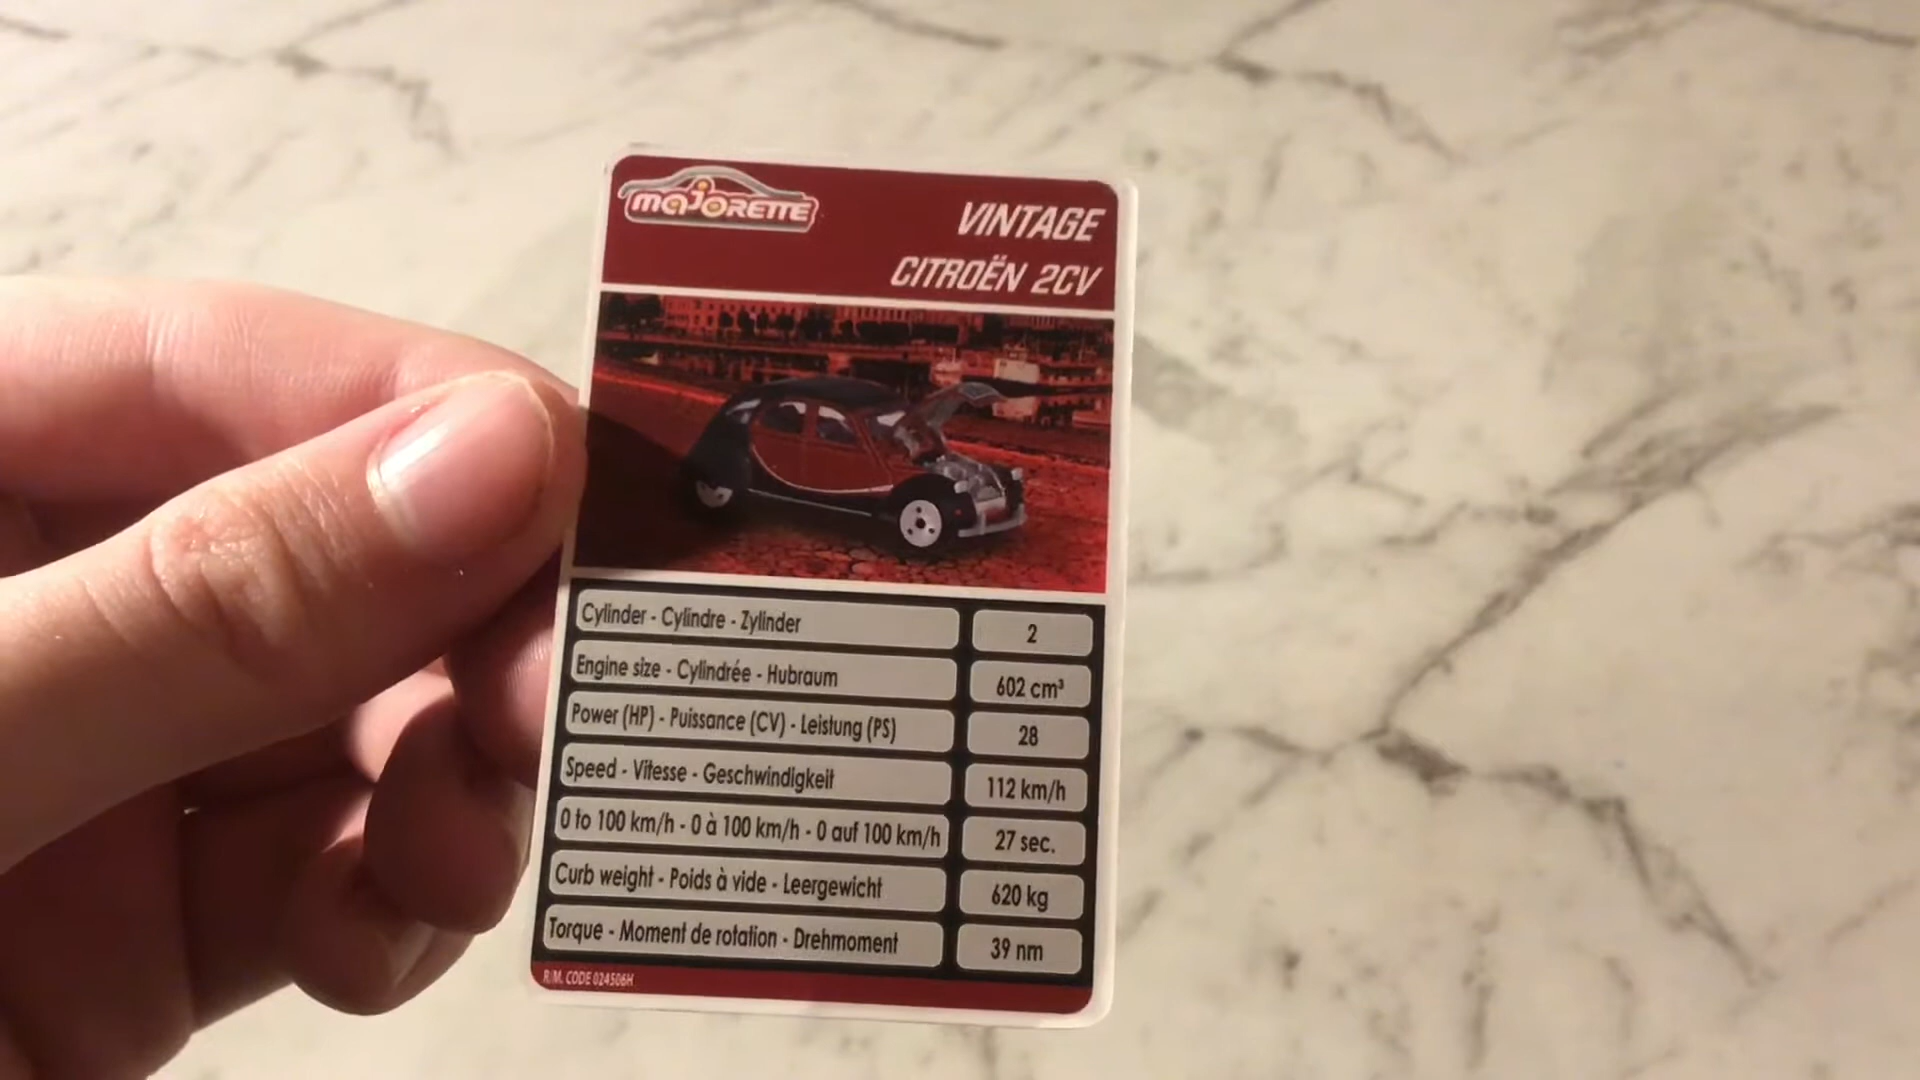 majorette
VINTAGE
CITROËN 2CV
Cylinder - Cylindre - Zylinder 2
Engine size - Cylindrée - Hubraum 602 cm³
Power (HP) - Puissance (CV) - Leistung (PS) 28
Speed - Vitesse - Geschwindigkeit 112 km/h
0 to 100 km/h - 0 à 100 km/h - 0 auf 100 km/h 27 sec.
Curb weight - Poids à vide - Leergewicht 620 kg
Torque - Moment de rotation - Drehmoment 39 nm
R/M. CODE 024506H